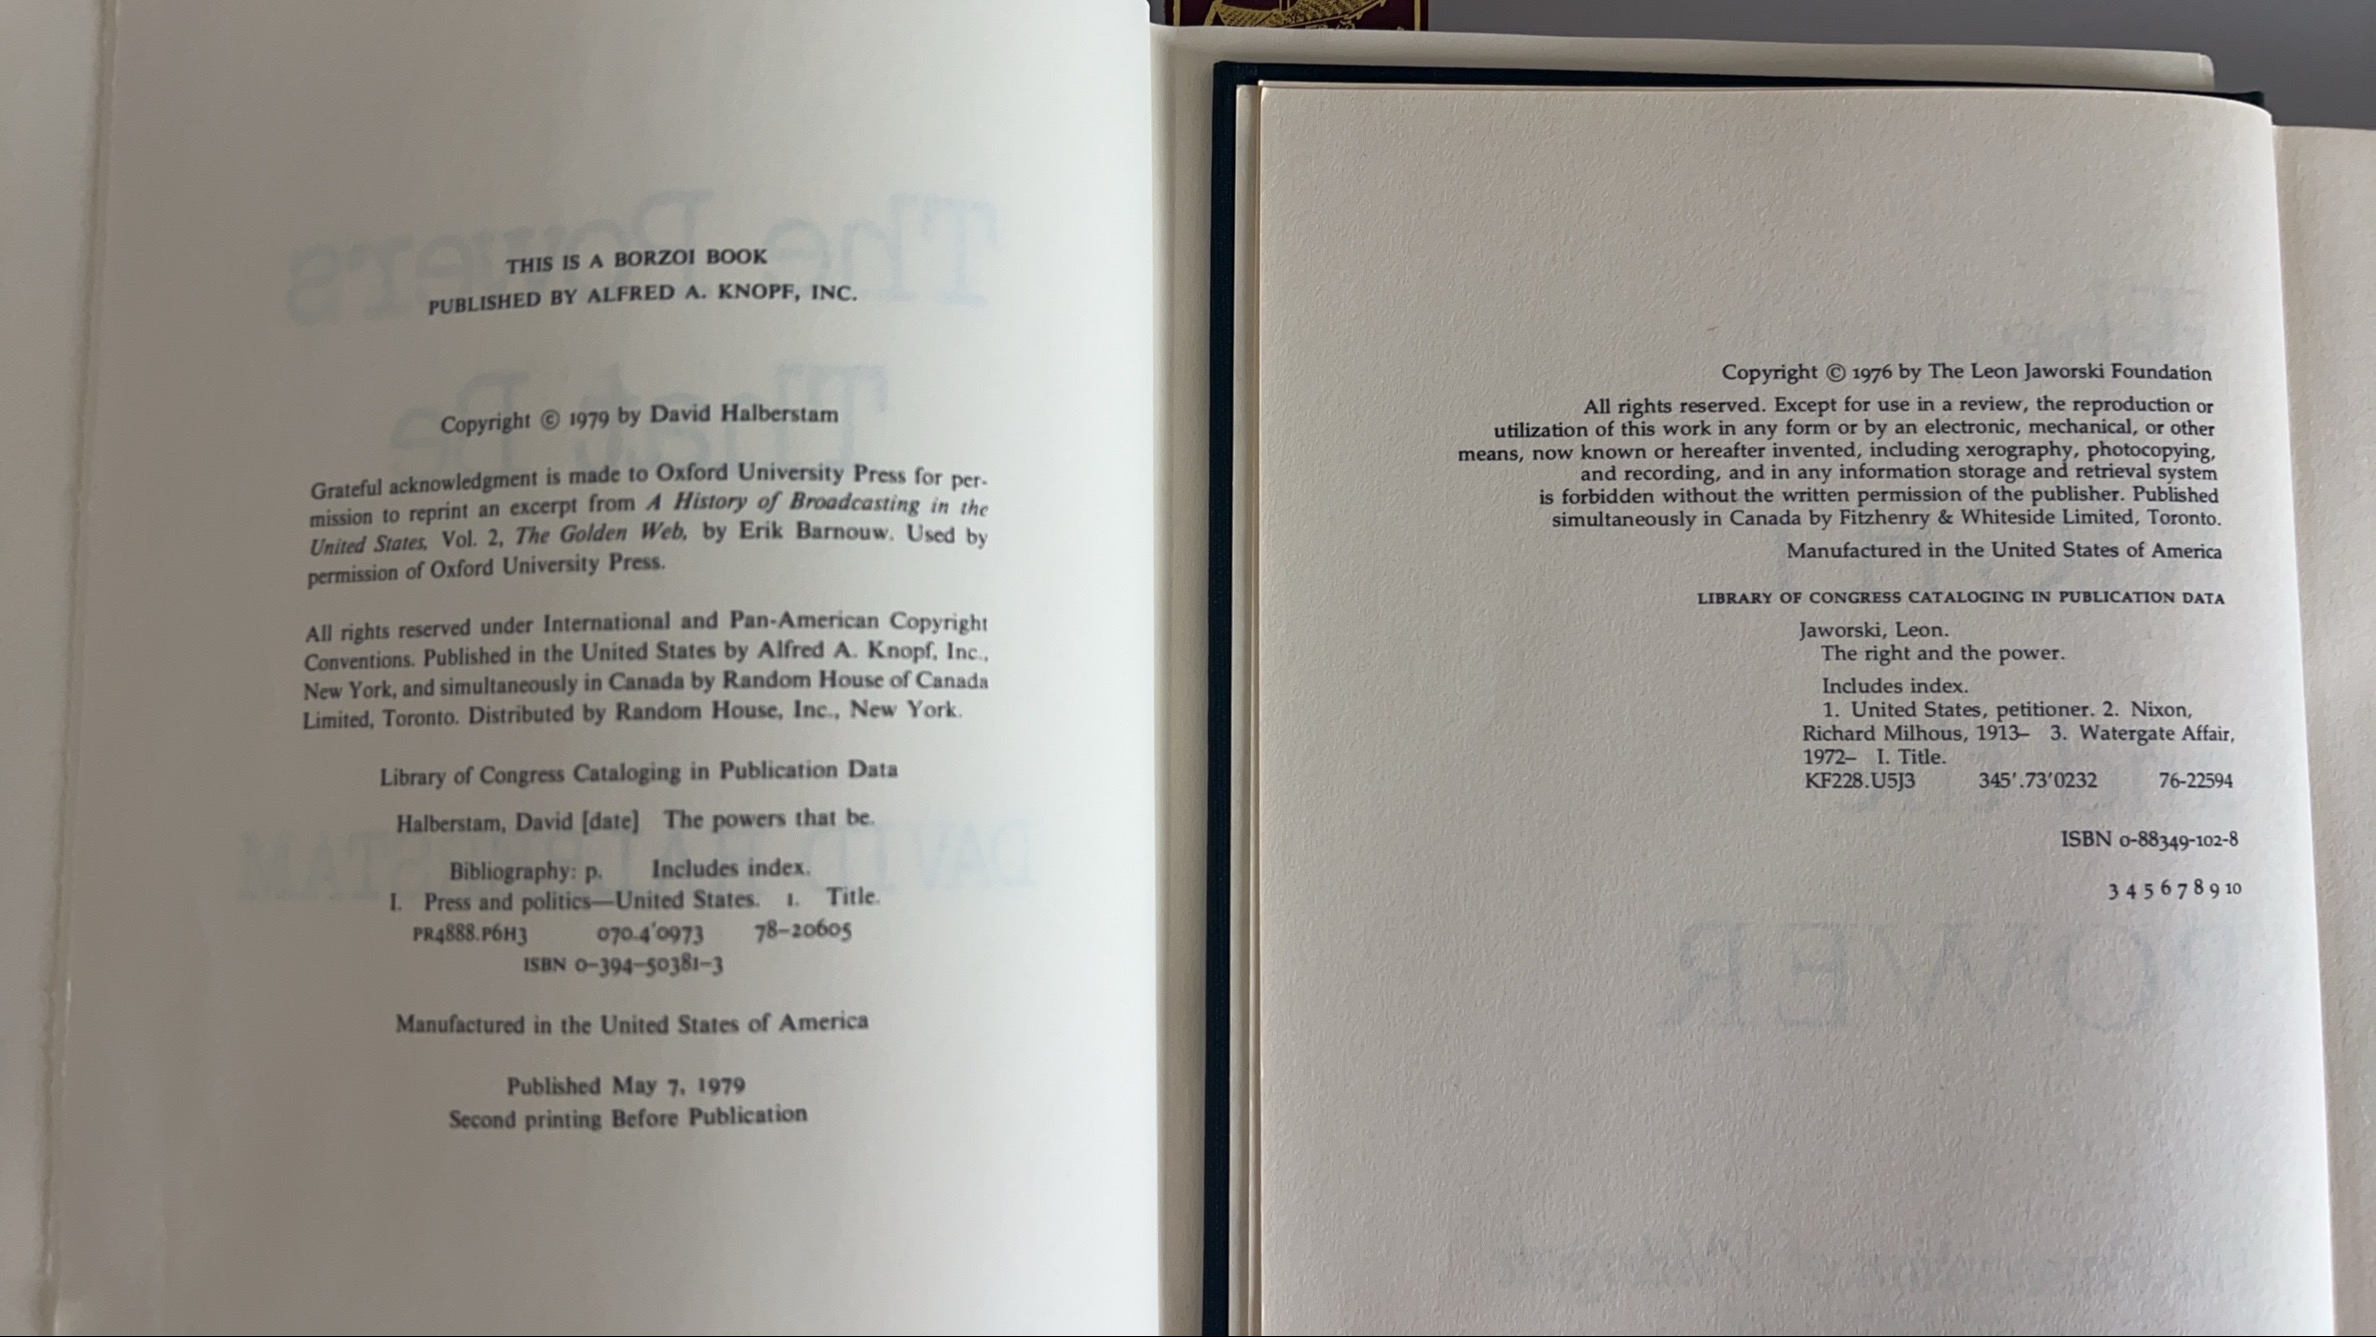 THIS IS A BORZOI BOOK
PUBLISHED BY ALFRED A. KNOPF, INC.
Copyright © 1979 by David Halberstam
Grateful acknowledgment is made to Oxford University Press for per-
mission to reprint an excerpt from A History of Broadcasting in the
United States, Vol. 2, The Golden Web, by Erik Barnouw. Used by
permission of Oxford University Press.
All rights reserved under International and Pan-American Copyright
Conventions. Published in the United States by Alfred A. Knopf, Inc.,
New York, and simultaneously in Canada by Random House of Canada
Limited, Toronto. Distributed by Random House, Inc., New York.
Library of Congress Cataloging in Publication Data
Halberstam, David [date] The powers that be.
Bibliography: p. Includes index.
I. Press and politics—United States. I. Title.
PR4888.P6H3 070.4'0973 78-20605
ISBN 0-394-50381-3
Manufactured in the United States of America
Published May 7, 1979
Second printing Before Publication
Copyright © 1976 by The Leon Jaworski Foundation
All rights reserved. Except for use in a review, the reproduction or
utilization of this work in any form or by an electronic, mechanical, or other
means, now known or hereafter invented, including xerography, photocopying,
and recording, and in any information storage and retrieval system
is forbidden without the written permission of the publisher. Published
simultaneously in Canada by Fitzhenry & Whiteside Limited, Toronto.
Manufactured in the United States of America
LIBRARY OF CONGRESS CATALOGING IN PUBLICATION DATA
Jaworski, Leon.
The right and the power.
Includes index.
1. United States, petitioner. 2. Nixon,
Richard Milhous, 1913– 3. Watergate Affair,
1972– I. Title.
KF228.U5J3 345'.73'0232 76-22594
ISBN 0-88349-102-8
3 4 5 6 7 8 9 10